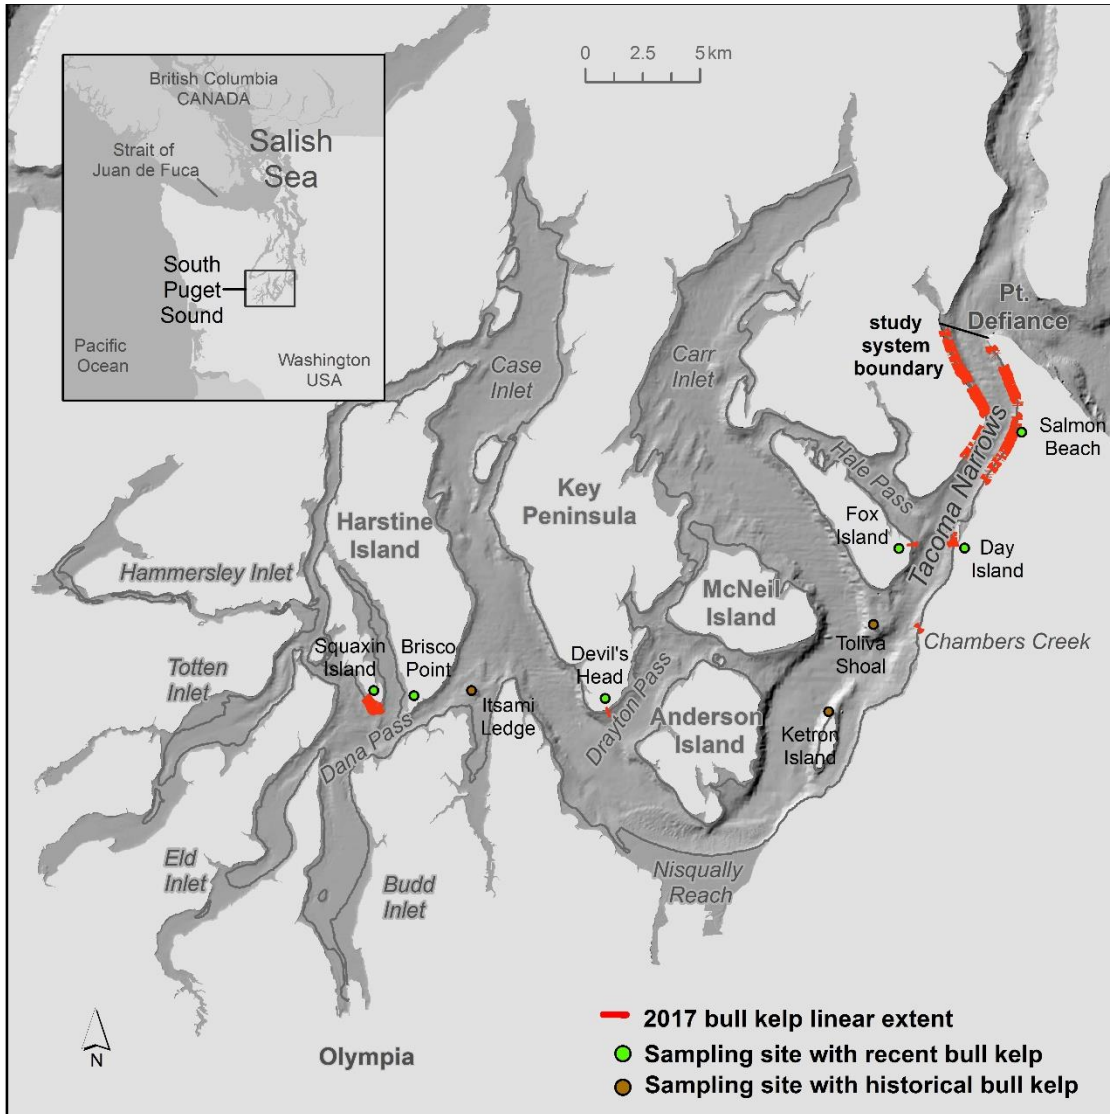 British Columbia
CANADA
Salish
Sea
Strait of
Juan de Fuca
South
Puget
Sound
Pacific
Ocean
Washington
USA
0 2.5 5km
Pt.
Defiance
study
system
boundary
Case
Inlet
Carr
Inlet
Salmon
Beach
Hale Pass
Tacoma Narrows
Key
Peninsula
Fox
Island
Day
Island
Harstine
Island
Hammersley Inlet
McNeil
Island
Toliva
Shoal
Chambers Creek
Squaxin
Island
Brisco
Point
Devil's
Head
Totten
Inlet
Itsami
Ledge
Drayton Pass
Anderson
Island
Ketron
Island
Dana Pass
Eld
Inlet
Budd
Inlet
Nisqually
Reach
N
Olympia
2017 bull kelp linear extent
Sampling site with recent bull kelp
Sampling site with historical bull kelp